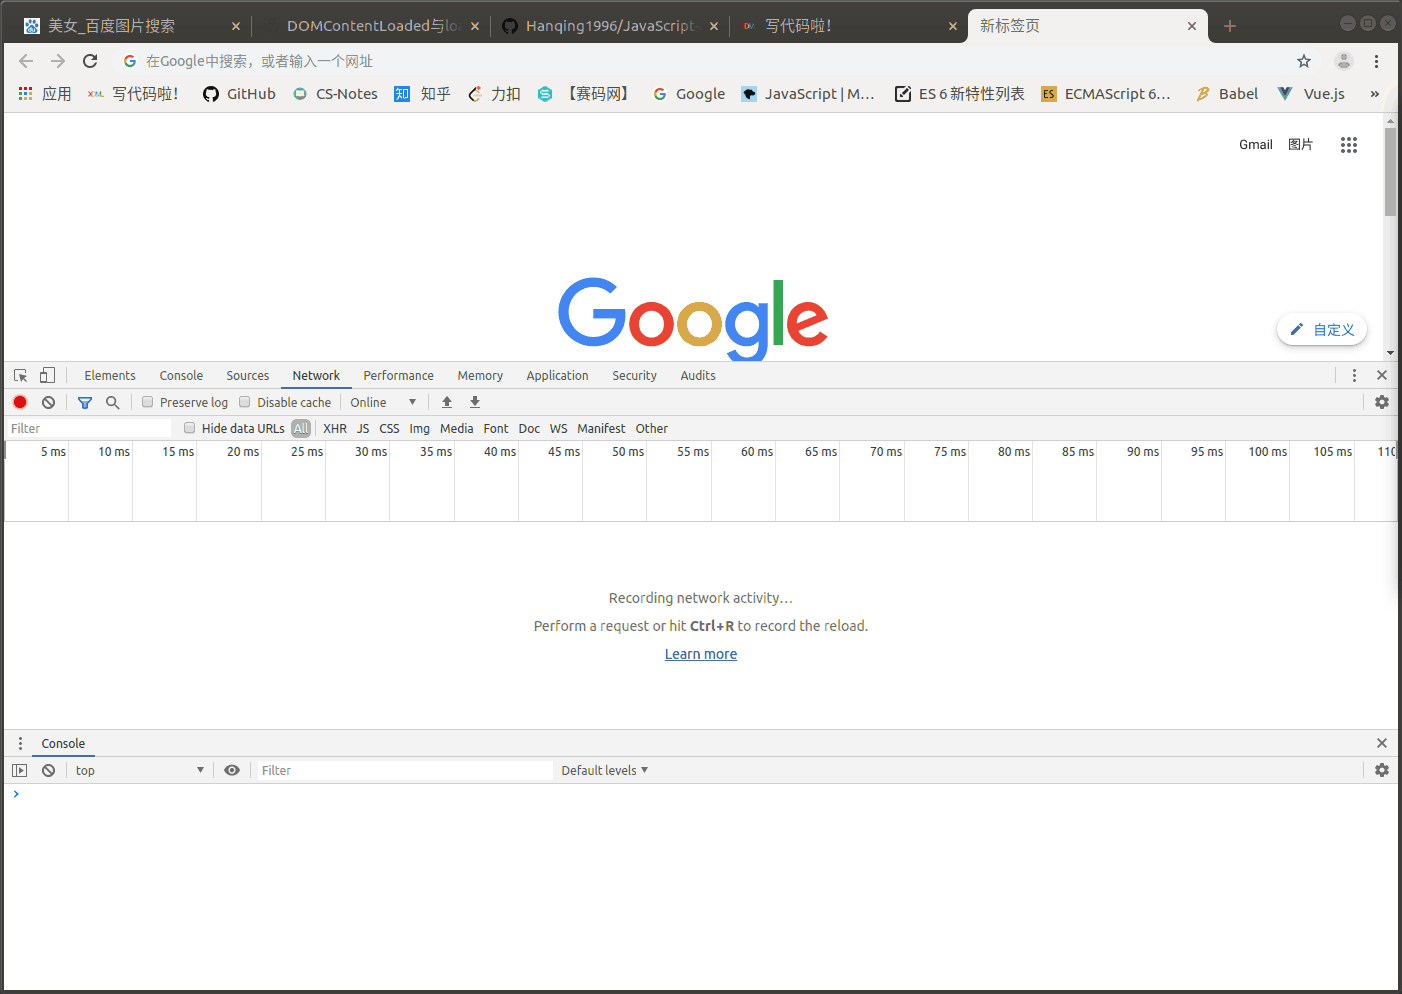 美女_百度图片搜索
DOMContentLoaded与lo
Hanqing1996/JavaScript-
写代码啦!
新标签页
在Google中搜索，或者输入一个网址
应用 写代码啦! GitHub CS-Notes 知 知乎 力扣 【赛码网】 Google JavaScript | M... ES 6 新特性列表 ES ECMAScript 6... Babel Vue.js »
Gmail 图片
Google
自定义
Elements Console Sources Network Performance Memory Application Security Audits
Preserve log Disable cache Online
Filter Hide data URLs All XHR JS CSS Img Media Font Doc WS Manifest Other
5 ms 10 ms 15 ms 20 ms 25 ms 30 ms 35 ms 40 ms 45 ms 50 ms 55 ms 60 ms 65 ms 70 ms 75 ms 80 ms 85 ms 90 ms 95 ms 100 ms 105 ms 110
Recording network activity…
Perform a request or hit Ctrl+R to record the reload.
Learn more
Console
top Filter Default levels